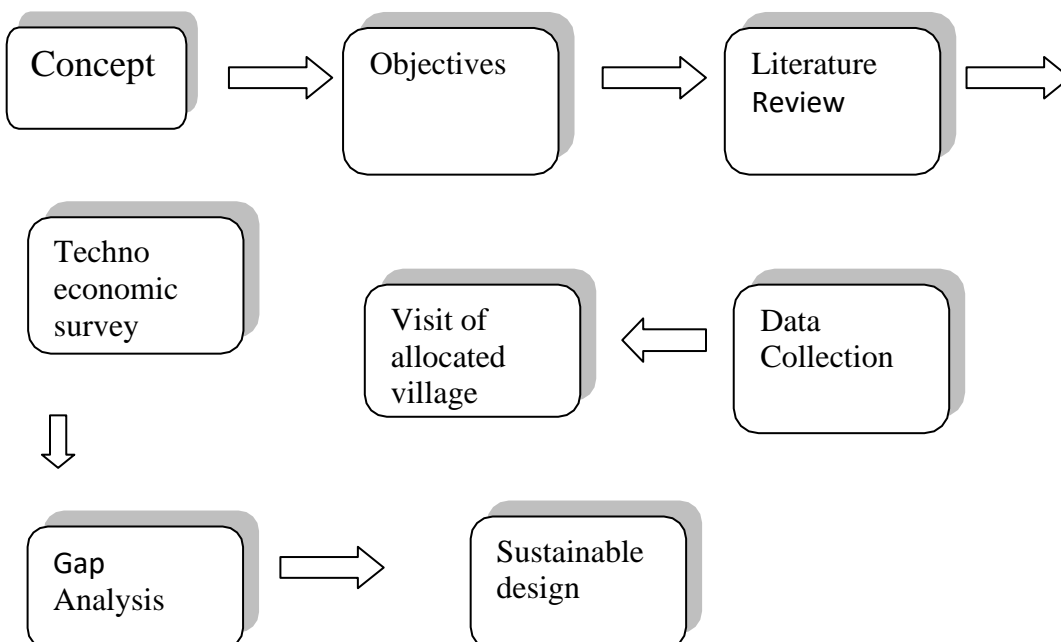 Concept
Objectives
Literature
Review
Techno
economic
survey
Visit of
allocated
village
Data
Collection
Gap
Analysis
Sustainable
design